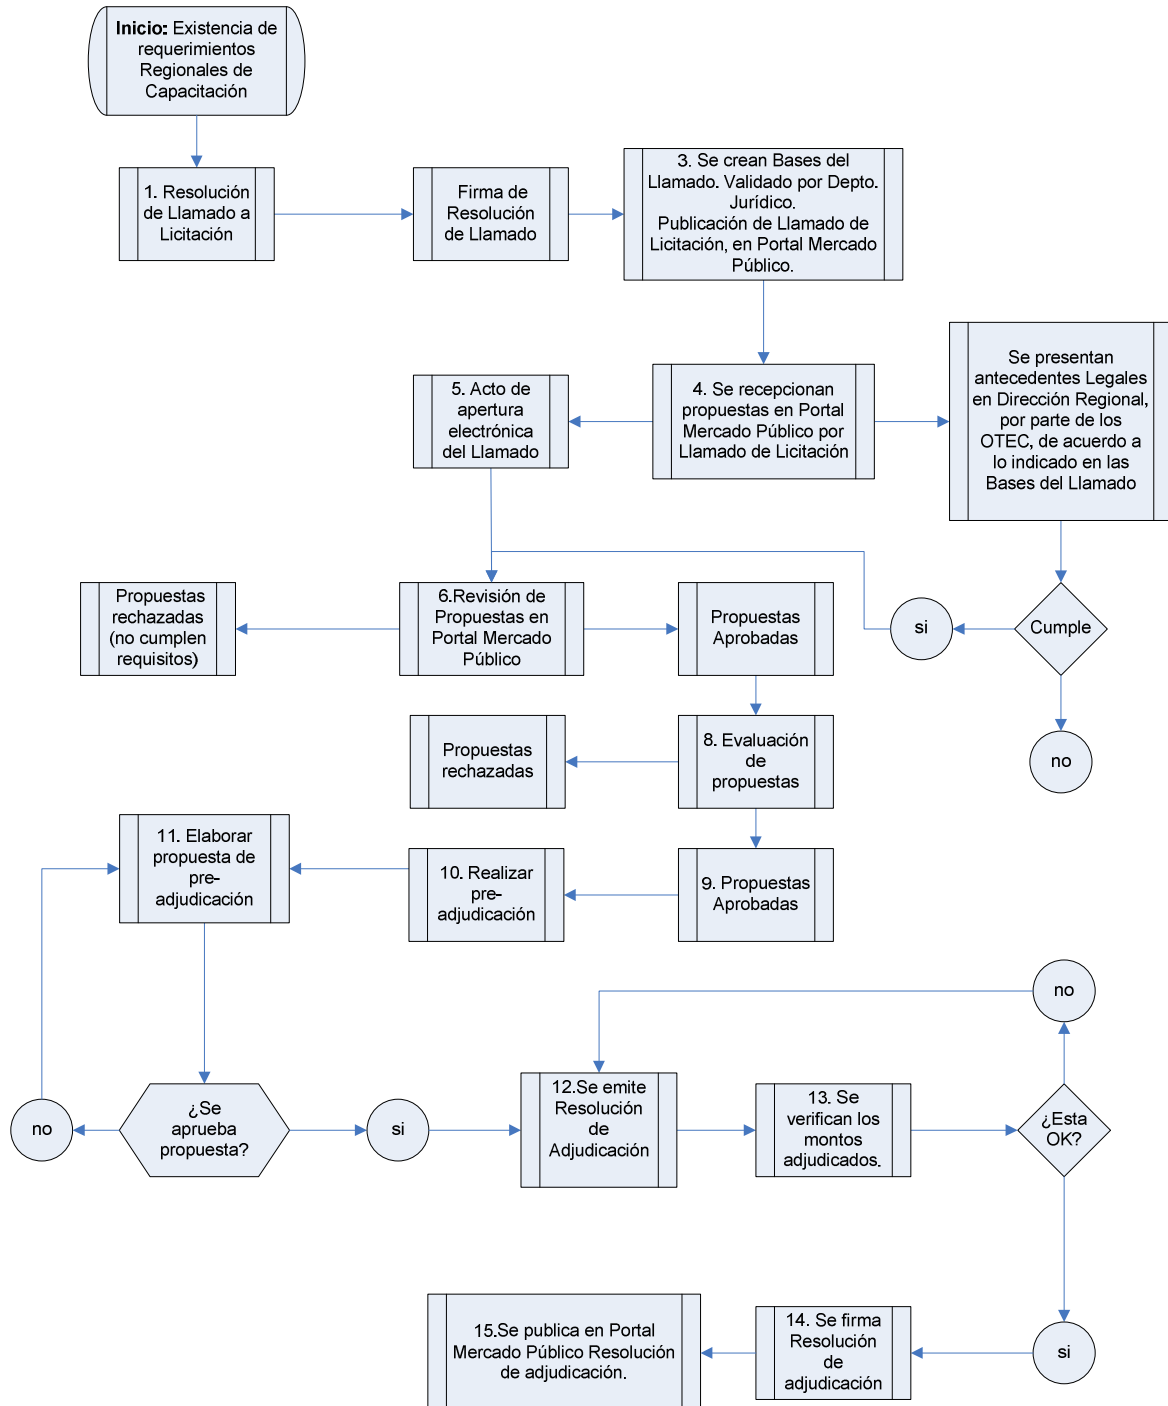 Inicio: Existencia de
requerimientos
Regionales de
Capacitación
1. Resolución
de Llamado a
Licitación
Firma de
Resolución
de Llamado
3. Se crean Bases del
Llamado. Validado por Depto.
Jurídico.
Publicación de Llamado de
Licitación, en Portal Mercado
Público.
Se presentan
antecedentes Legales
en Dirección Regional,
por parte de los
OTEC, de acuerdo a
lo indicado en las
Bases del Llamado
4. Se recepcionan
propuestas en Portal
Mercado Público por
Llamado de Licitación
5. Acto de
apertura
electrónica
del Llamado
Propuestas
rechazadas
(no cumplen
requisitos)
6.Revisión de
Propuestas en
Portal Mercado
Público
Propuestas
Aprobadas
si
Cumple
no
Propuestas
rechazadas
8. Evaluación
de
propuestas
11. Elaborar
propuesta de
pre-
adjudicación
10. Realizar
pre-
adjudicación
9. Propuestas
Aprobadas
no
no
¿Se
aprueba
propuesta?
si
12.Se emite
Resolución
de
Adjudicación
13. Se
verifican los
montos
adjudicados.
¿Esta
OK?
15.Se publica en Portal
Mercado Público Resolución
de adjudicación.
14. Se firma
Resolución
de
adjudicación
si